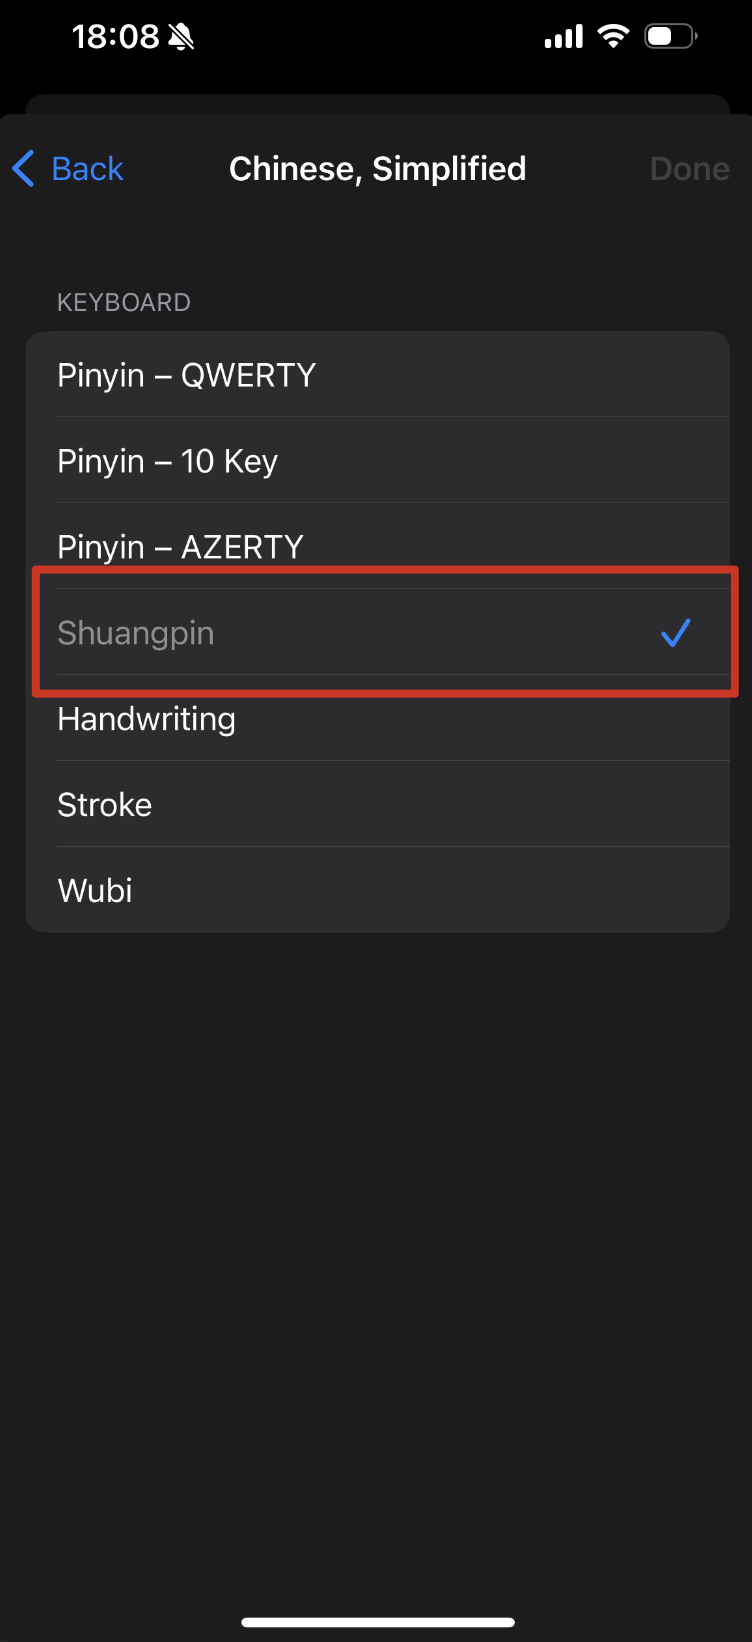 18:08
Back
Chinese, Simplified
Done
KEYBOARD
Pinyin – QWERTY
Pinyin – 10 Key
Pinyin – AZERTY
Shuangpin
Handwriting
Stroke
Wubi